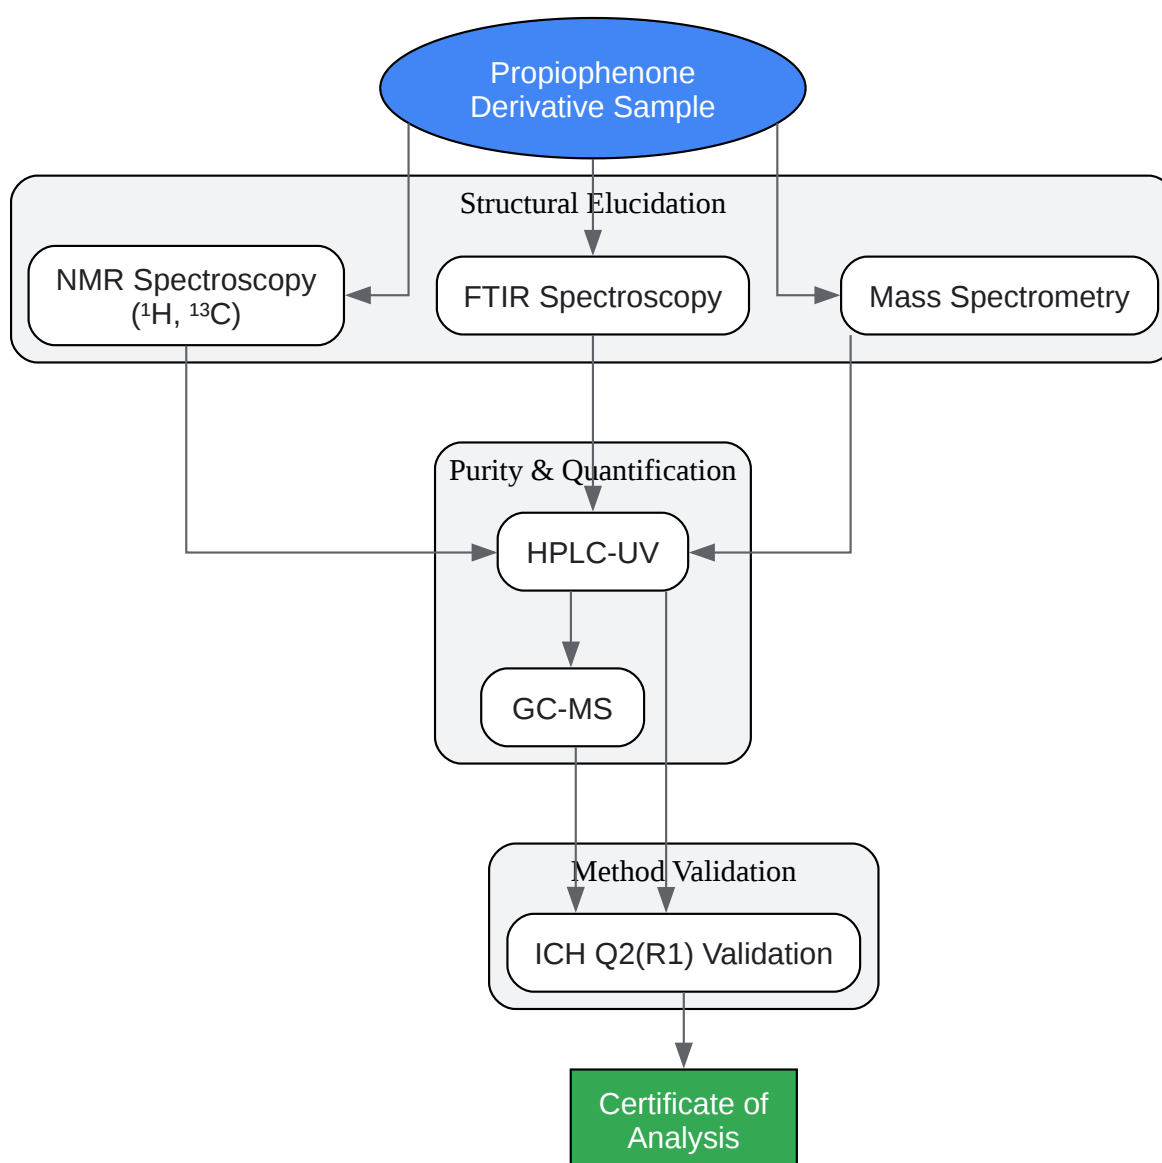 Propiophenone
Derivative Sample
Structural Elucidation
NMR Spectroscopy
(¹H, ¹³C)
FTIR Spectroscopy
Mass Spectrometry
Purity & Quantification
HPLC-UV
GC-MS
Method Validation
ICH Q2(R1) Validation
Certificate of
Analysis